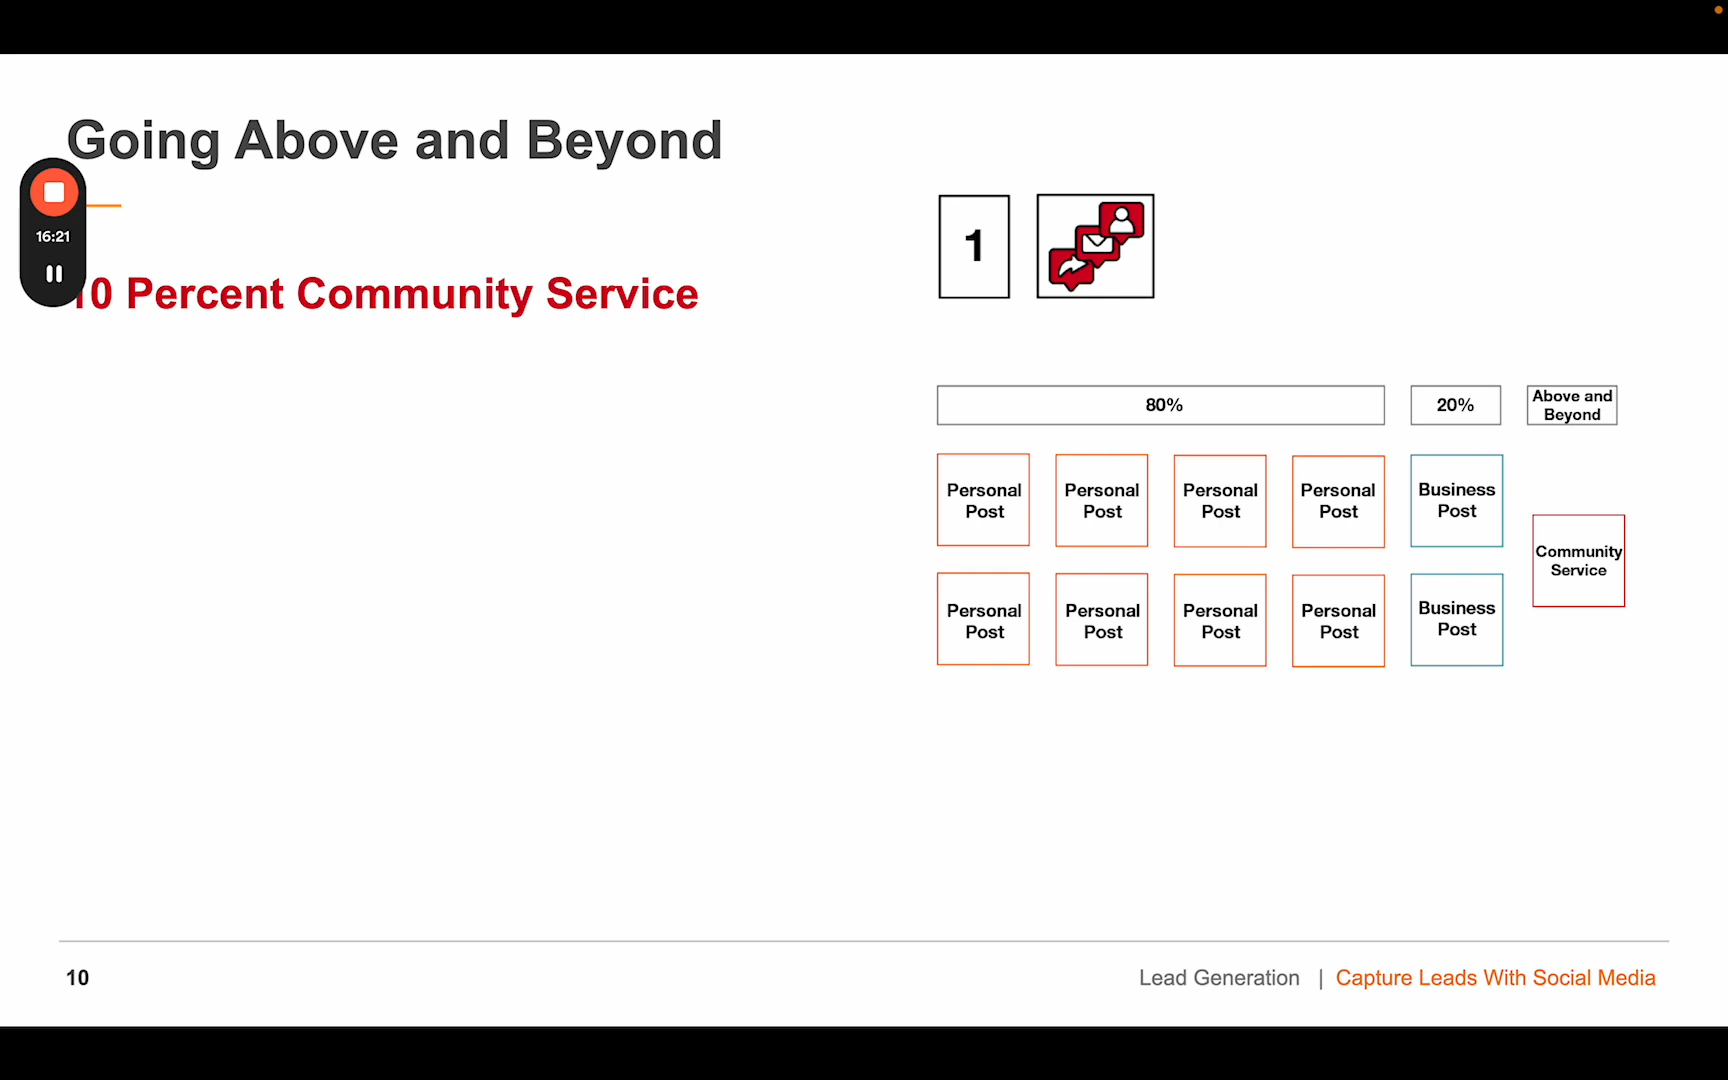 Going Above and Beyond
16:21
10 Percent Community Service
1
80%
20%
Above and
Beyond
Personal
Post
Personal
Post
Personal
Post
Personal
Post
Business
Post
Community
Service
Personal
Post
Personal
Post
Personal
Post
Personal
Post
Business
Post
10
Lead Generation | Capture Leads With Social Media